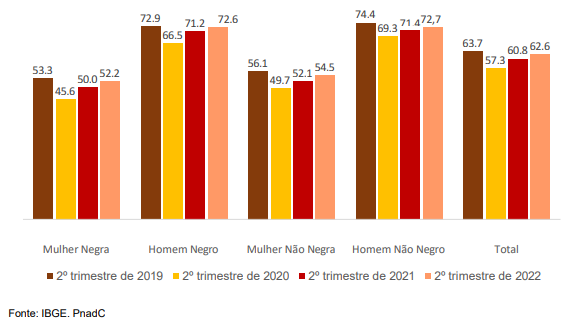 53.3 45.6 50.0 52.2
72.9 66.5 71.2 72.6
56.1 49.7 52.1 54.5
74.4 69.3 71.4 72,7
63.7 57.3 60.8 62.6
Mulher Negra Homem Negro Mulher Não Negra Homem Não Negro Total
2º trimestre de 2019 2º trimestre de 2020 2º trimestre de 2021 2º trimestre de 2022
Fonte: IBGE. PnadC